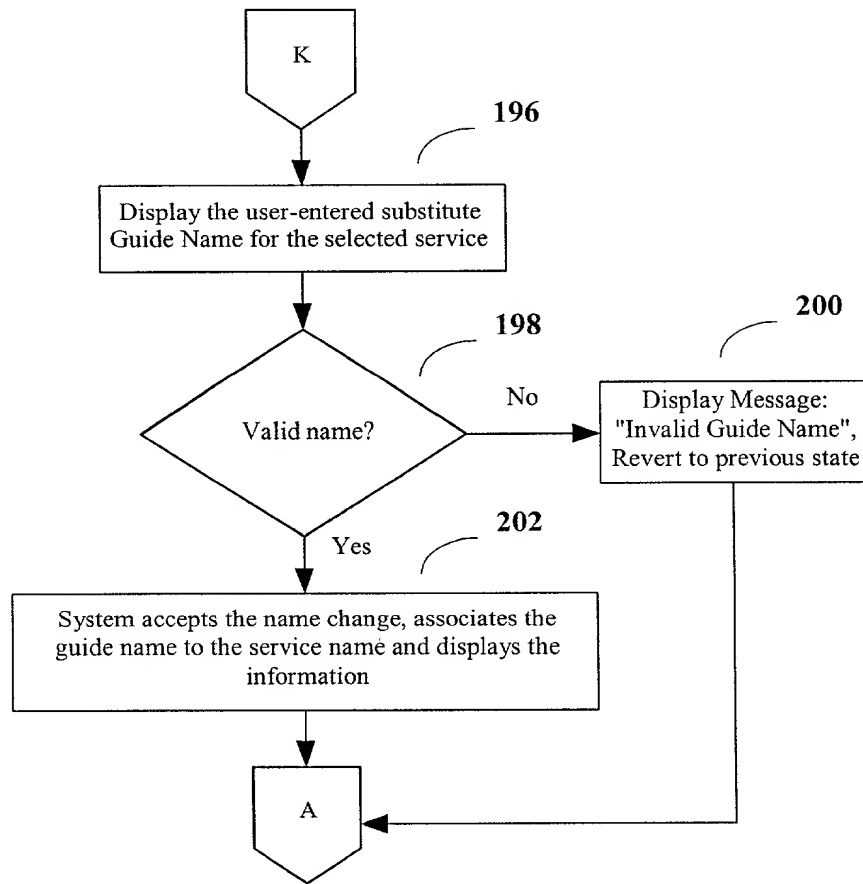 K
196
Display the user-entered substitute
Guide Name for the selected service
198
200
Valid name?
No
Display Message:
"Invalid Guide Name",
Revert to previous state
Yes
202
System accepts the name change, associates the
guide name to the service name and displays the
information
A